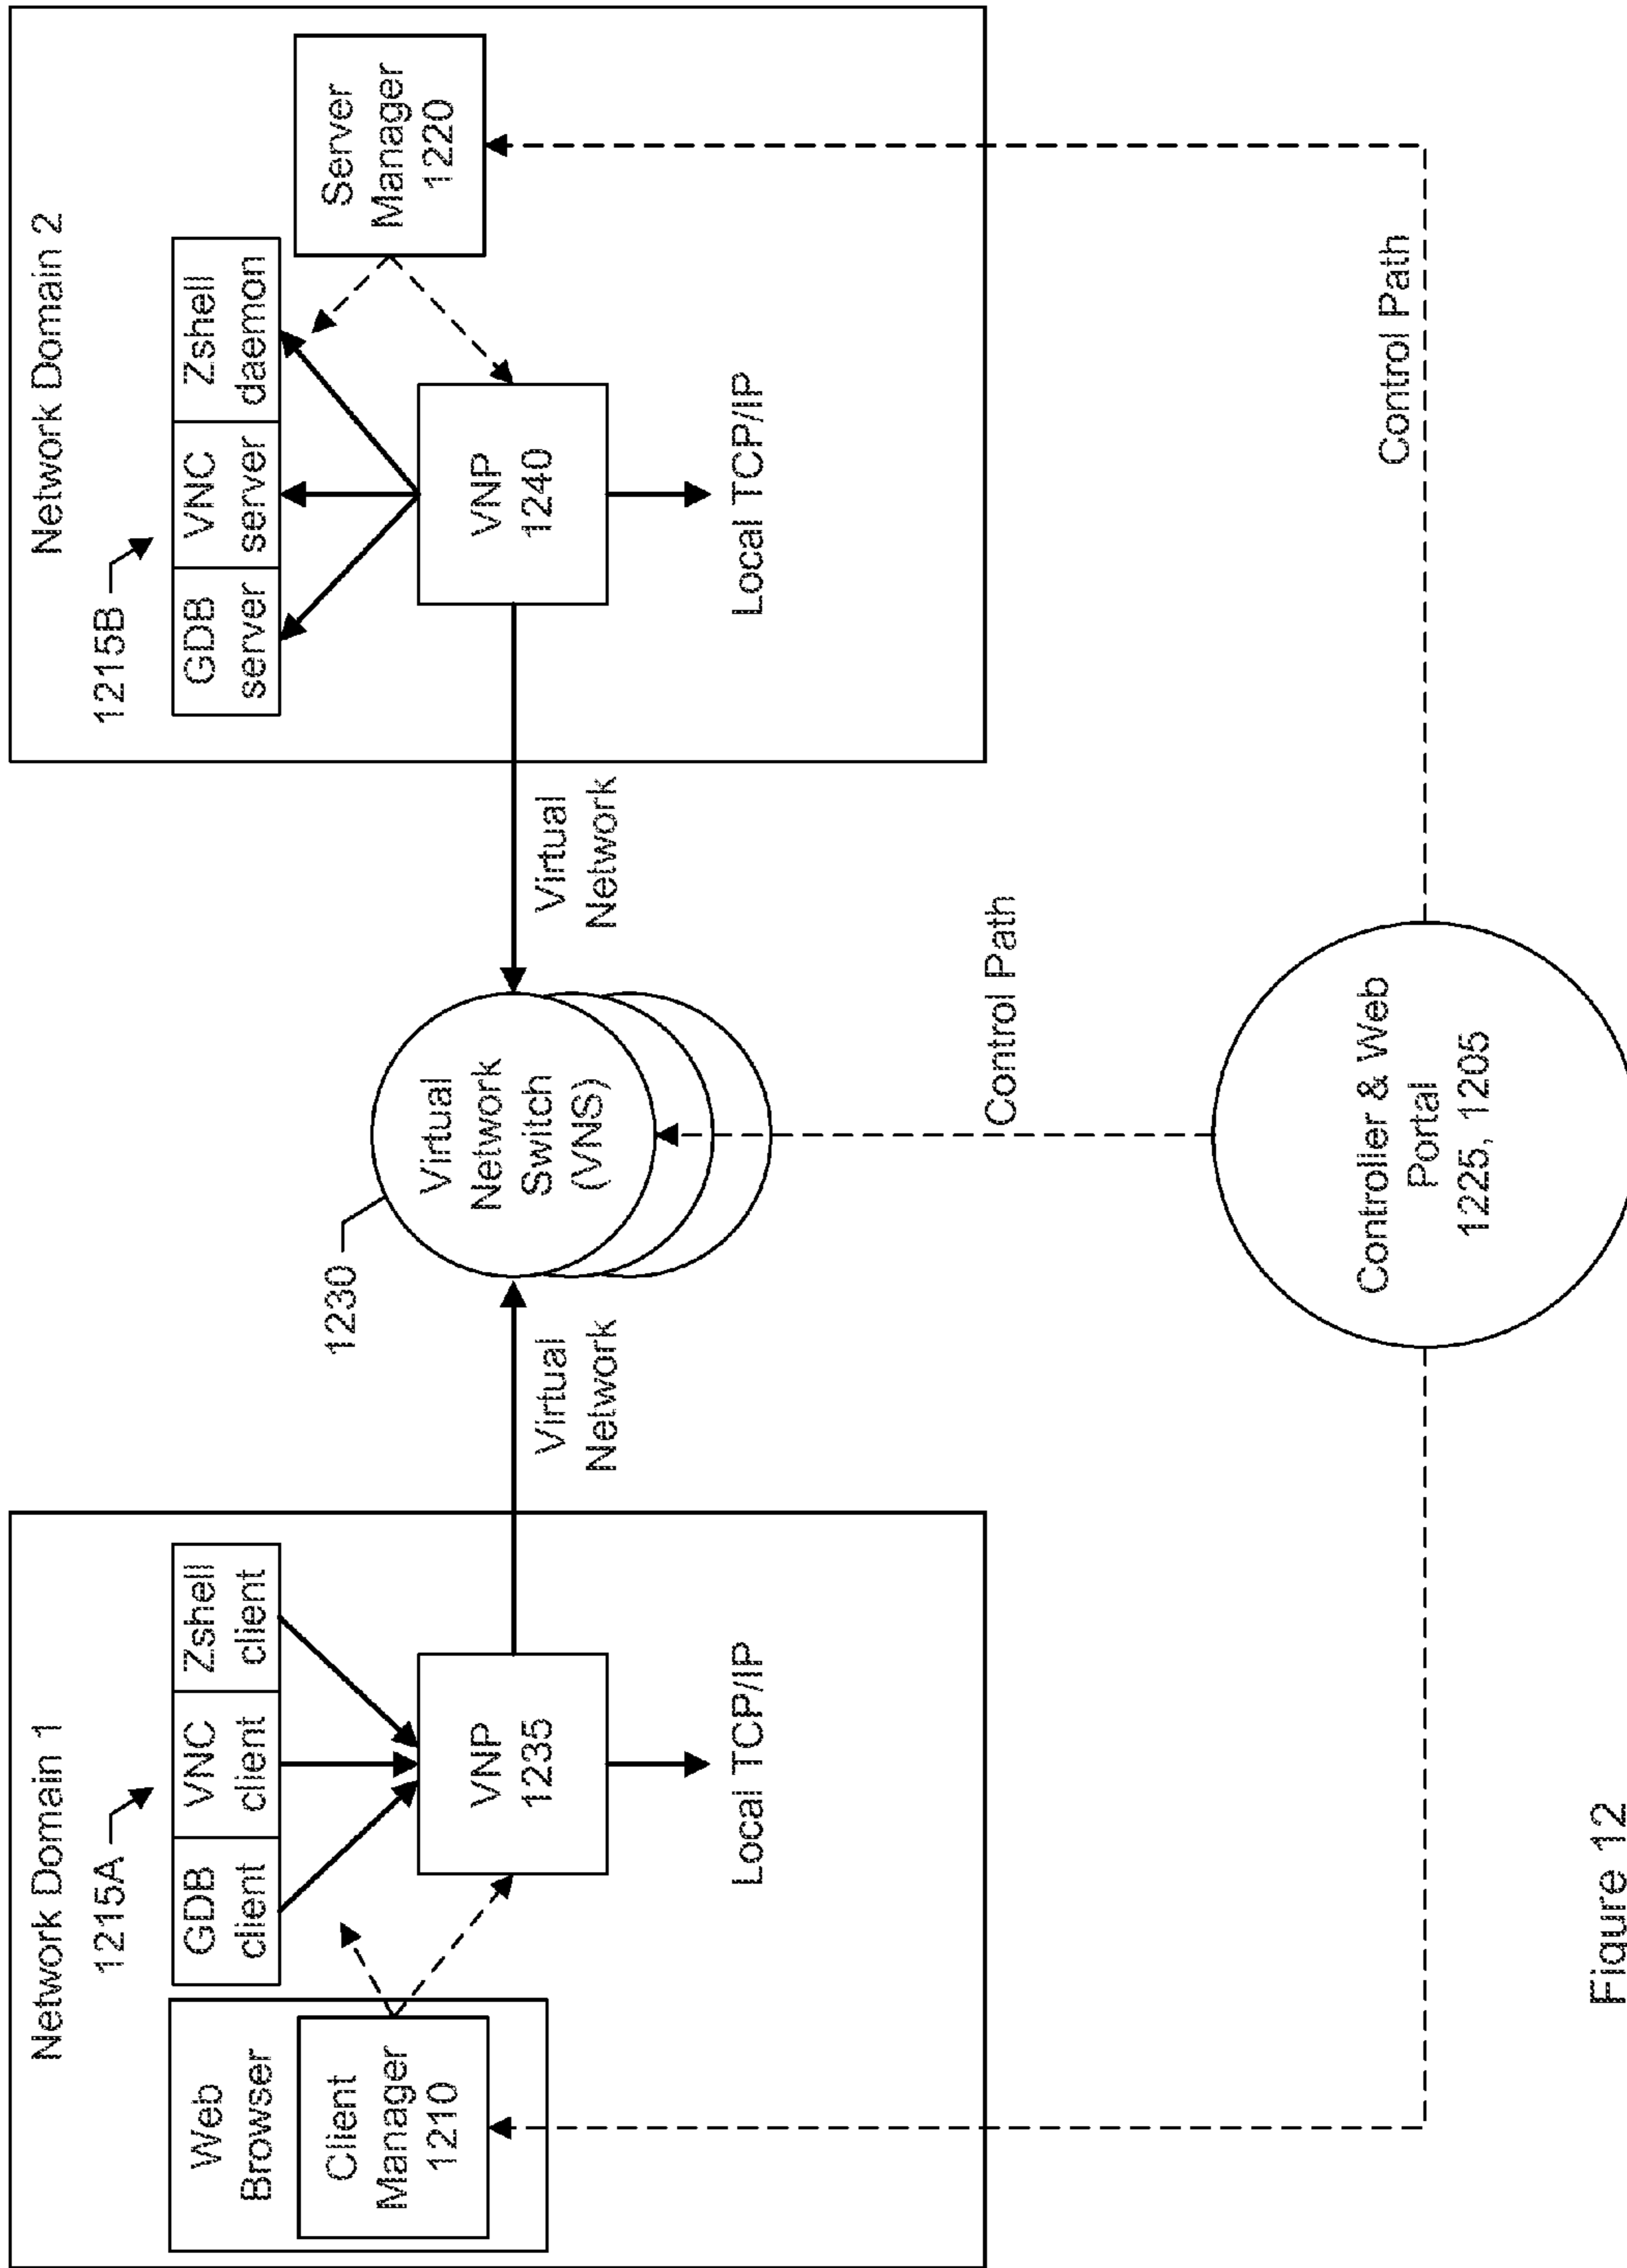 Network Domain 1
1215A
GDB
client
VNC
client
Zshell
client
Web
Browser
Client
Manager
1210
VNP
1235
Local TCP/IP
Virtual
Network
1230
Virtual
Network
Switch
(VNS)
Virtual
Network
Network Domain 2
1215B
GDB
server
VNC
server
Zshell
daemon
Server
Manager
1220
VNP
1240
Local TCP/IP
Control Path
Control Path
Controller & Web
Portal
1225, 1205
Figure 12